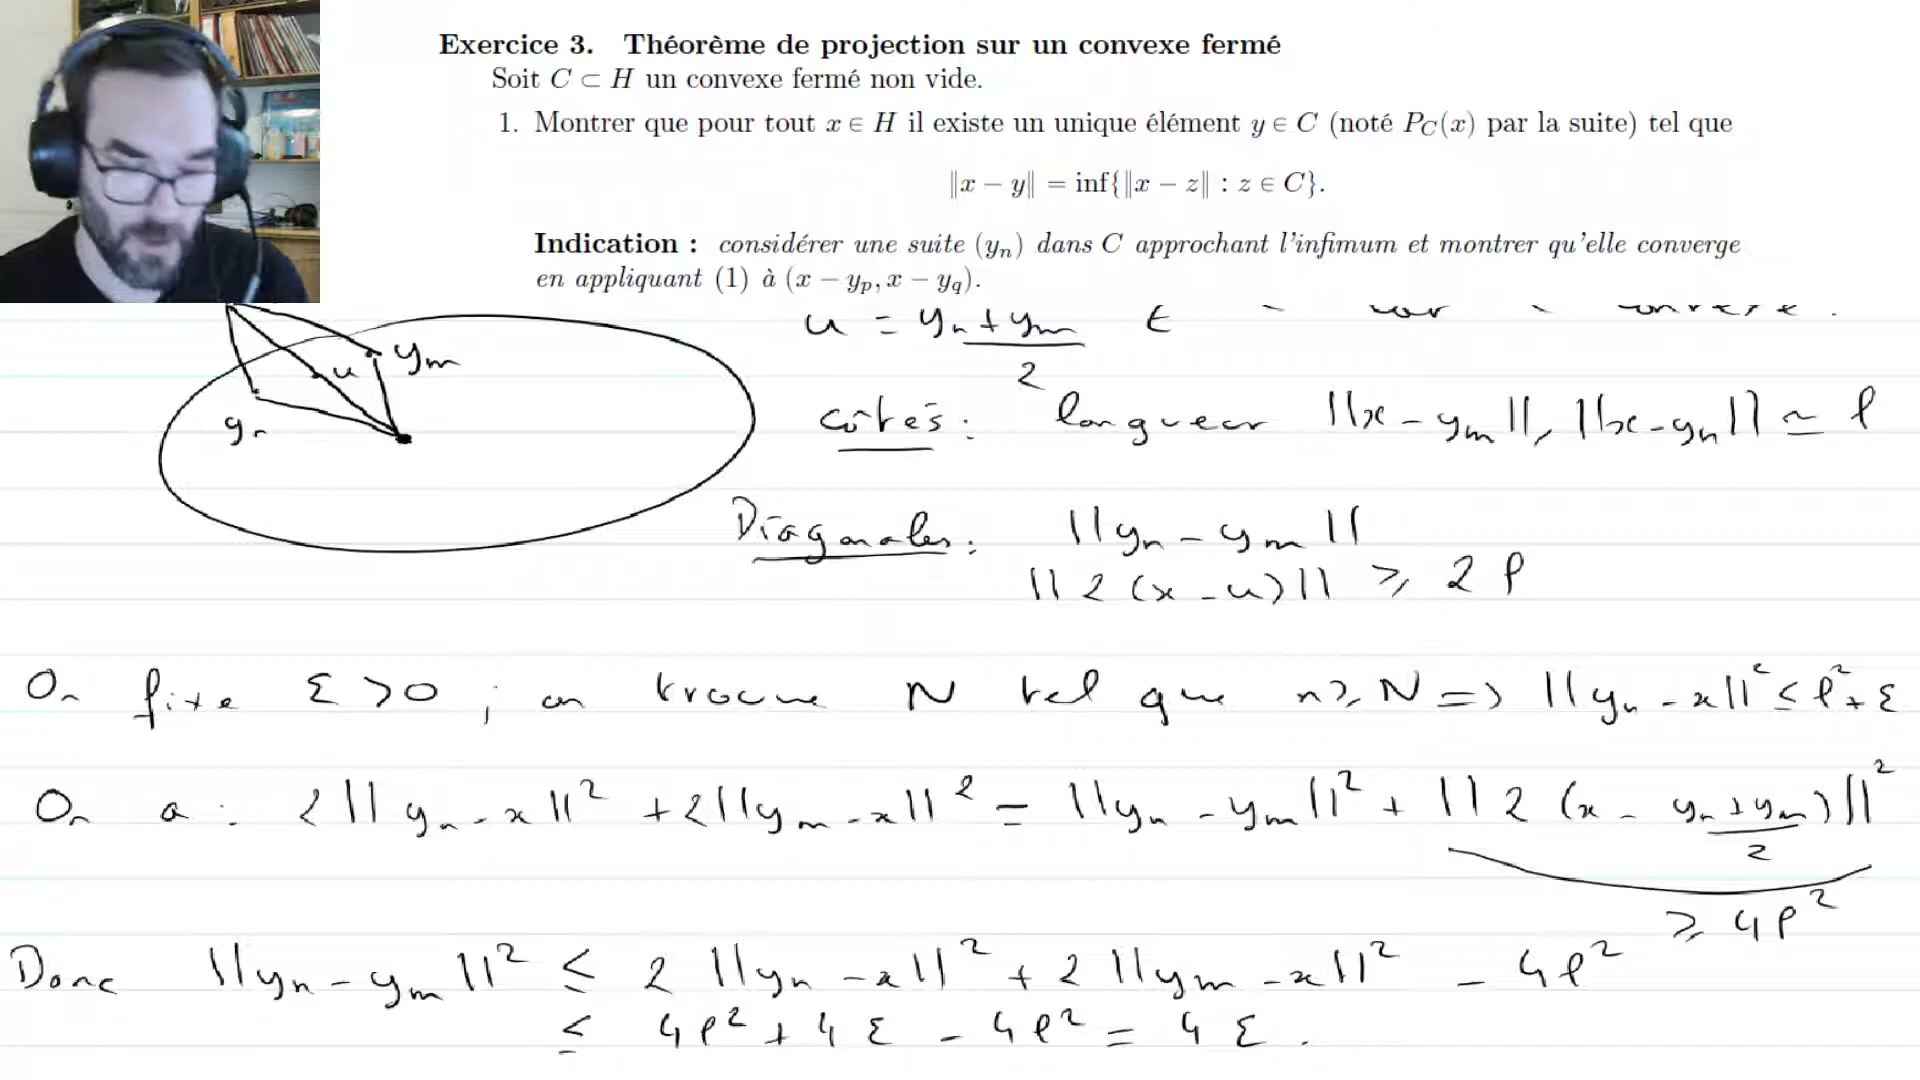 Exercice 3. Théorème de projection sur un convexe fermé
Soit C ⊂ H un convexe fermé non vide.
1. Montrer que pour tout x ∈ H il existe un unique élément y ∈ C (noté P_C(x) par la suite) tel que
‖x − y‖ = inf{‖x − z‖ : z ∈ C}.
Indication : considérer une suite (y_n) dans C approchant l'infimum et montrer qu'elle converge
en appliquant (1) à (x − y_p, x − y_q).
y_m
u
y_n
u = (y_n + y_m)/2 ∈
côtés : longueur ||x - y_m||, ||x - y_n|| ≃ l
Diagonales : ||y_n - y_m||
||2(x - u)|| ≥ 2l
On fixe ε > 0 ; on trouve N tel que n ≥ N => ||y_n - x||² ≤ l² + ε
On a : 2||y_n - x||² + 2||y_m - x||² = ||y_n - y_m||² + ||2(x - (y_n + y_m)/2)||²
≥ 4l²
Donc ||y_n - y_m||² ≤ 2||y_n - x||² + 2||y_m - x||² - 4l²
≤ 4l² + 4ε - 4l² = 4ε.